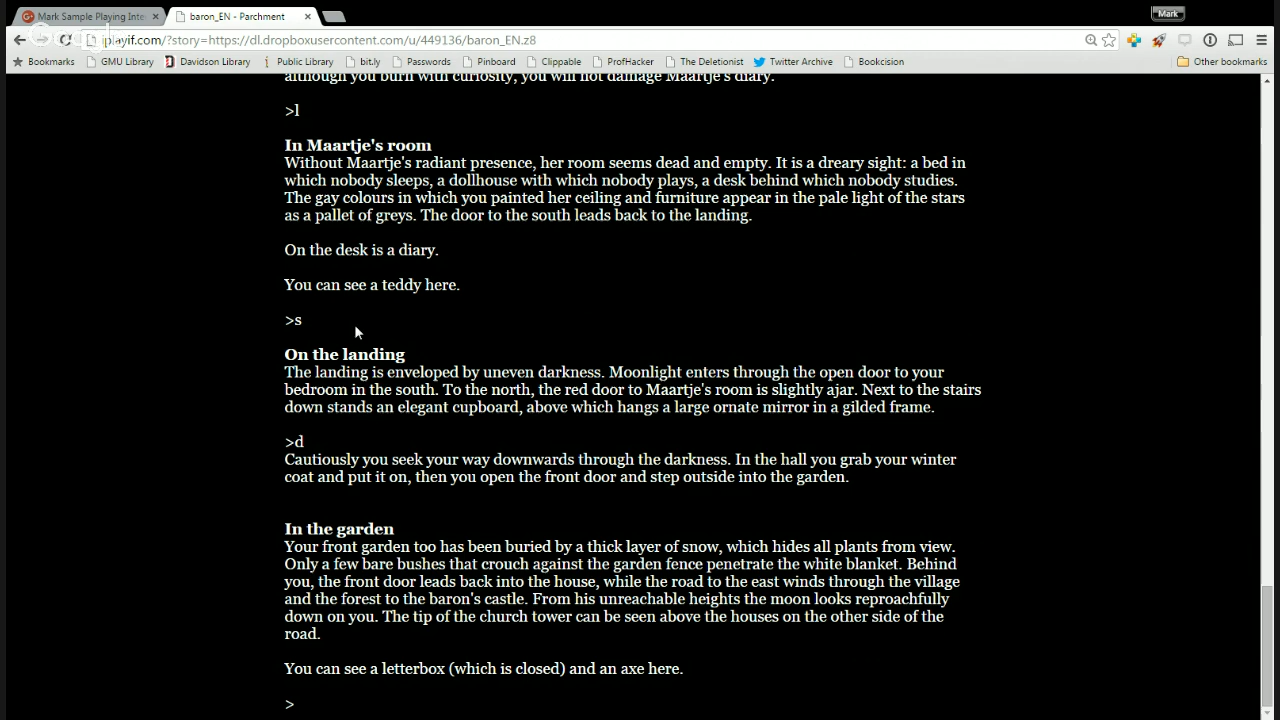 Mark Sample Playing Inte
baron_EN - Parchment
Mark
iplayif.com/?story=https://dl.dropboxusercontent.com/u/449136/baron_EN.z8
Bookmarks GMU Library Davidson Library Public Library bit.ly Passwords Pinboard Clippable ProfHacker The Deletionist Twitter Archive Bookcision Other bookmarks
although you burn with curiosity, you will not damage Maartje's diary.
>l
In Maartje's room
Without Maartje's radiant presence, her room seems dead and empty. It is a dreary sight: a bed in
which nobody sleeps, a dollhouse with which nobody plays, a desk behind which nobody studies.
The gay colours in which you painted her ceiling and furniture appear in the pale light of the stars
as a pallet of greys. The door to the south leads back to the landing.
On the desk is a diary.
You can see a teddy here.
>s
On the landing
The landing is enveloped by uneven darkness. Moonlight enters through the open door to your
bedroom in the south. To the north, the red door to Maartje's room is slightly ajar. Next to the stairs
down stands an elegant cupboard, above which hangs a large ornate mirror in a gilded frame.
>d
Cautiously you seek your way downwards through the darkness. In the hall you grab your winter
coat and put it on, then you open the front door and step outside into the garden.
In the garden
Your front garden too has been buried by a thick layer of snow, which hides all plants from view.
Only a few bare bushes that crouch against the garden fence penetrate the white blanket. Behind
you, the front door leads back into the house, while the road to the east winds through the village
and the forest to the baron's castle. From his unreachable heights the moon looks reproachfully
down on you. The tip of the church tower can be seen above the houses on the other side of the
road.
You can see a letterbox (which is closed) and an axe here.
>